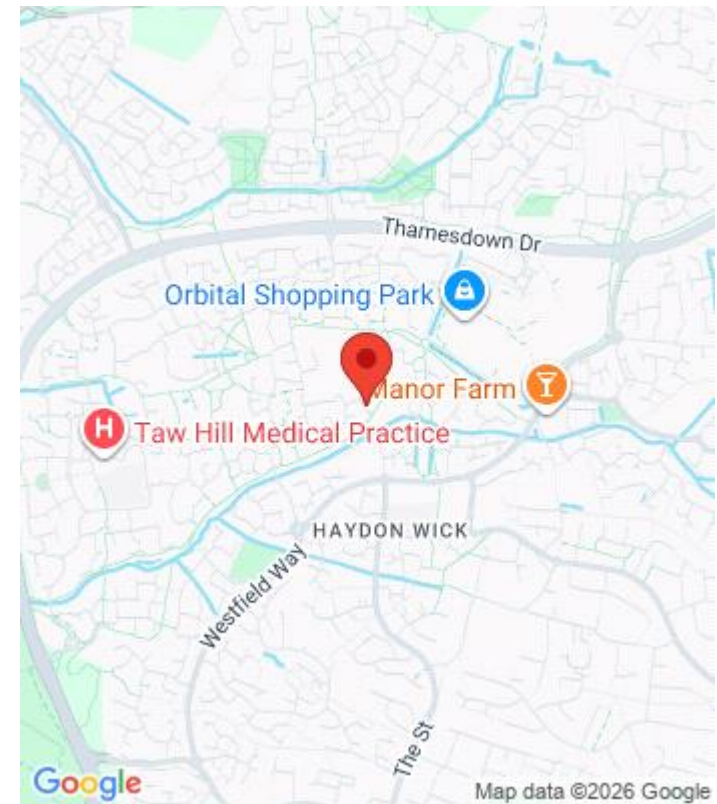 Thamesdown Dr
Orbital Shopping Park
Manor Farm
H
Taw Hill Medical Practice
HAYDON WICK
Westfield Way
The St
Google
Map data ©2026 Google